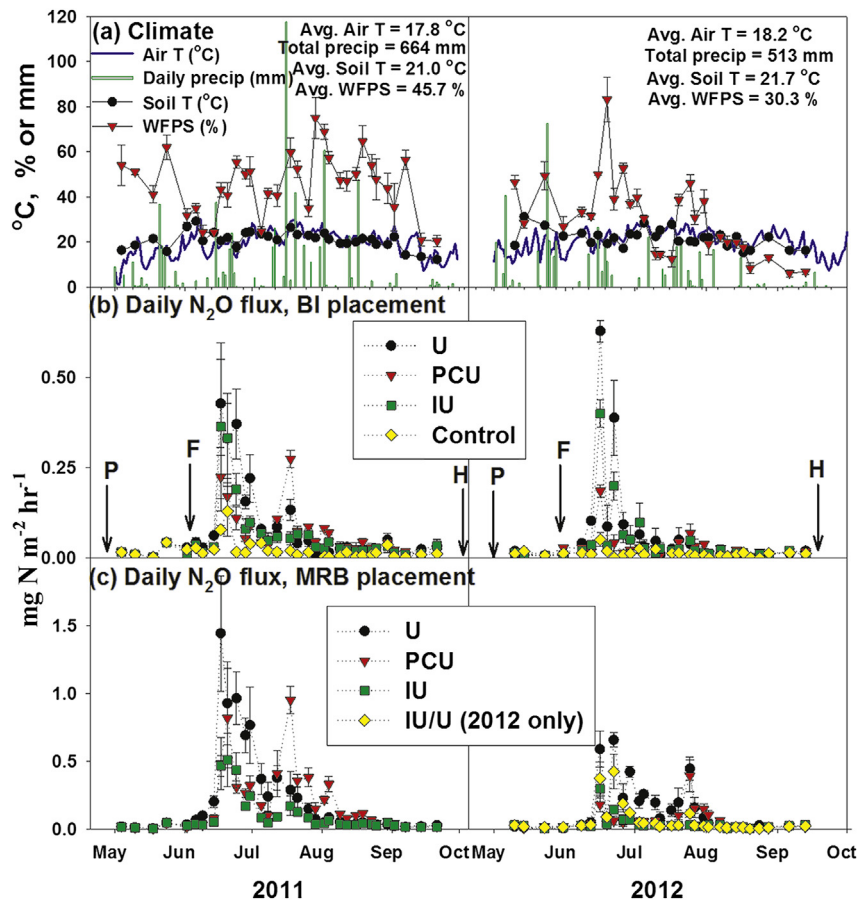 (a) Climate
Air T (°C)
Daily precip (mm)
Soil T (°C)
WFPS (%)
Avg. Air T = 17.8 °C
Total precip = 664 mm
Avg. Soil T = 21.0 °C
Avg. WFPS = 45.7 %
Avg. Air T = 18.2 °C
Total precip = 513 mm
Avg. Soil T = 21.7 °C
Avg. WFPS = 30.3 %
120
100
80
60
40
20
0
°C, % or mm
(b) Daily N₂O flux, BI placement
U
PCU
IU
Control
P
F
H
P
F
H
0.50
0.25
0.00
mg N m⁻² hr⁻¹
(c) Daily N₂O flux, MRB placement
U
PCU
IU
IU/U (2012 only)
1.5
1.0
0.5
0.0
May Jun Jul Aug Sep Oct
May Jun Jul Aug Sep Oct
2011
2012